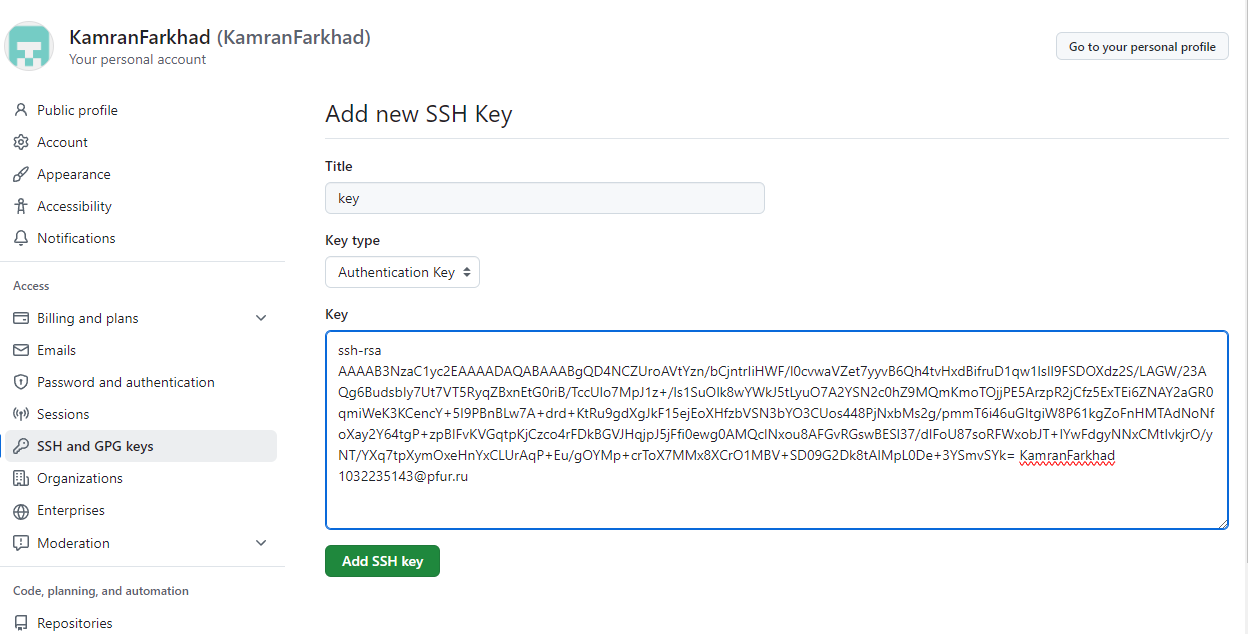 KamranFarkhad (KamranFarkhad)
Your personal account
Go to your personal profile
Public profile
Account
Appearance
Accessibility
Notifications
Access
Billing and plans
Emails
Password and authentication
Sessions
SSH and GPG keys
Organizations
Enterprises
Moderation
Code, planning, and automation
Repositories
Add new SSH Key
Title
key
Key type
Authentication Key
Key
ssh-rsa
AAAAB3NzaC1yc2EAAAADAQABAAABgQD4NCZUroAVtYzn/bCjntrIiHWF/I0cvwaVZet7yyvB6Qh4tvHxdBifruD1qw1IsII9FSDOXdz2S/LAGW/23A
Qg6Budsbly7Ut7VT5RyqZBxnEtG0riB/TccUIo7MpJ1z+/Is1SuOIk8wYWkJ5tLyuO7A2YSN2c0hZ9MQmKmoTOjjPE5ArzpR2jCfz5ExTEi6ZNAY2aGR0
qmiWeK3KCencY+5I9PBnBLw7A+drd+KtRu9gdXgJkF15ejEoXHfzbVSN3bYO3CUos448PjNxbMs2g/pmmT6i46uGItgiW8P61kgZoFnHMTAdNoNf
oXay2Y64tgP+zpBIFvKVGqtpKjCzco4rFDkBGVJHqjpJ5jFfi0ewg0AMQcINxou8AFGvRGswBESI37/dIFoU87soRFWxobJT+IYwFdgyNNxCMtIvkjrO/y
NT/YXq7tpXymOxeHnYxCLUrAqP+Eu/gOYMp+crToX7MMx8XCrO1MBV+SD09G2Dk8tAIMpL0De+3YSmvSYk= KamranFarkhad
1032235143@pfur.ru
Add SSH key